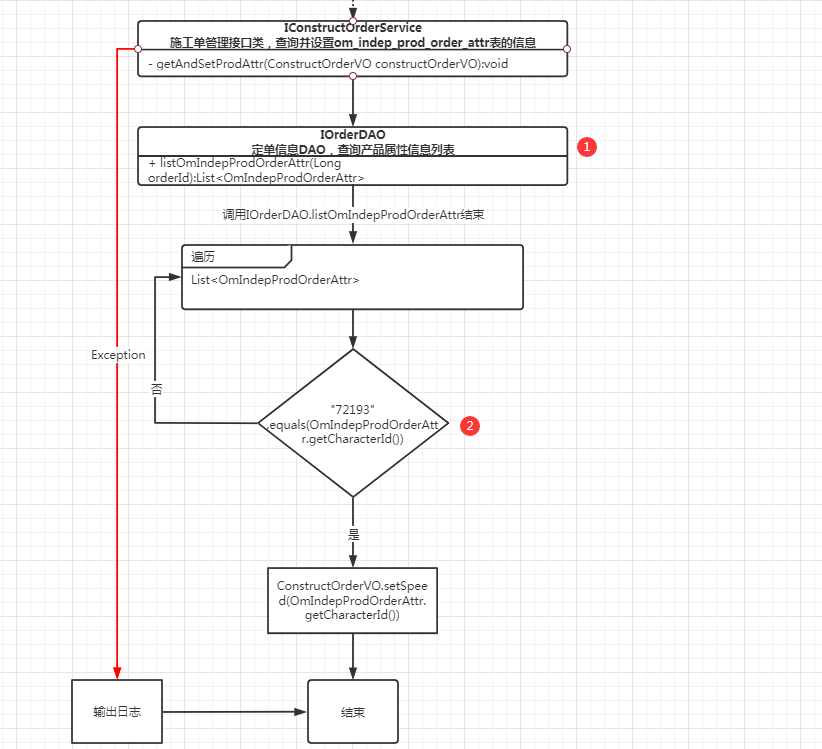 IConstructOrderService
施工单管理接口类，查询并设置om_indep_prod_order_attr表的信息
- getAndSetProdAttr(ConstructOrderVO constructOrderVO):void
IOrderDAO
定单信息DAO，查询产品属性信息列表
1
+ listOmIndepProdOrderAttr(Long
orderId):List<OmIndepProdOrderAttr>
调用IOrderDAO.listOmIndepProdOrderAttr结束
遍历
List<OmIndepProdOrderAttr>
Exception
否
"72193"
.equals(OmIndepProdOrderAtt
r.getCharacterId())
2
是
ConstructOrderVO.setSpee
d(OmIndepProdOrderAttr.
getCharacterId())
输出日志
结束